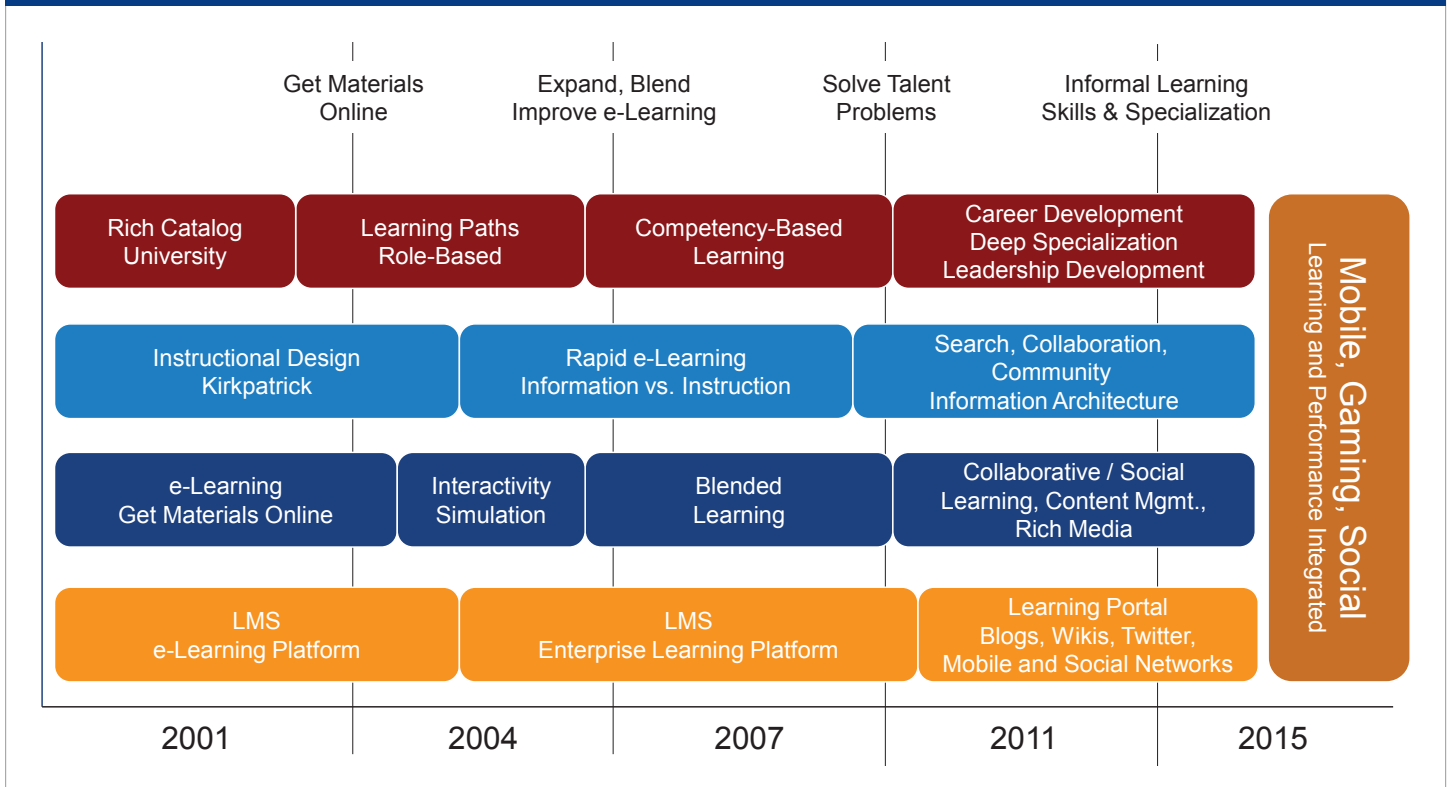 Get Materials
Online
Expand, Blend
Improve e-Learning
Solve Talent
Problems
Informal Learning
Skills & Specialization
Rich Catalog
University
Learning Paths
Role-Based
Competency-Based
Learning
Career Development
Deep Specialization
Leadership Development
Instructional Design
Kirkpatrick
Rapid e-Learning
Information vs. Instruction
Search, Collaboration,
Community
Information Architecture
e-Learning
Get Materials Online
Interactivity
Simulation
Blended
Learning
Collaborative / Social
Learning, Content Mgmt.,
Rich Media
LMS
e-Learning Platform
LMS
Enterprise Learning Platform
Learning Portal
Blogs, Wikis, Twitter,
Mobile and Social Networks
Mobile, Gaming, Social
Learning and Performance Integrated
2001
2004
2007
2011
2015